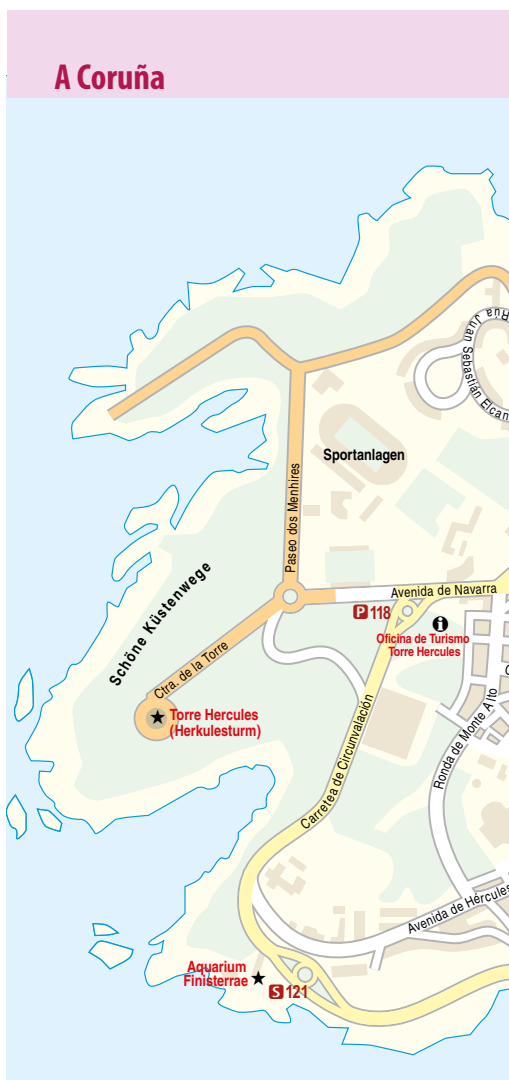 A Coruña
Rúa
Juan Sebastián Elcan
Sportanlagen
Paseo dos Menhires
Schöne Küstenwege
Avenida de Navarra
P 118
i
Oficina de Turismo
Torre Hercules
Ctra. de la Torre
Torre Hercules
(Herkulesturm)
Carretea de Circunvalación
Ronda de Monte Alto
Avenida de Hércules
Aquarium
Finisterrae
S 121